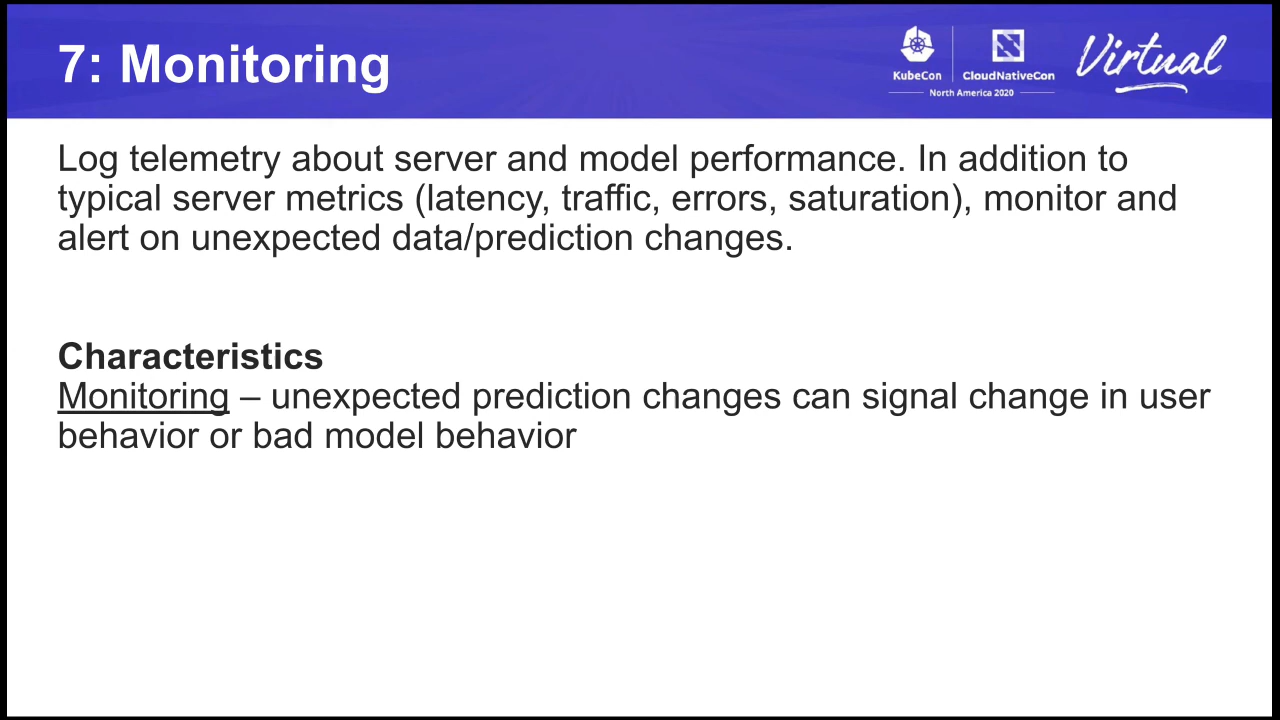 7: Monitoring
KubeCon
CloudNativeCon
North America 2020
Virtual
Log telemetry about server and model performance. In addition to
typical server metrics (latency, traffic, errors, saturation), monitor and
alert on unexpected data/prediction changes.
Characteristics
Monitoring – unexpected prediction changes can signal change in user
behavior or bad model behavior